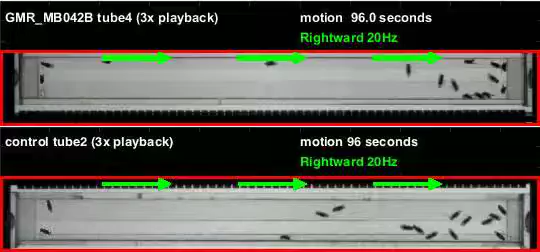 GMR_MB042B tube4 (3x playback)
motion  96.0 seconds
Rightward 20Hz
control tube2 (3x playback)
motion 96 seconds
Rightward 20Hz